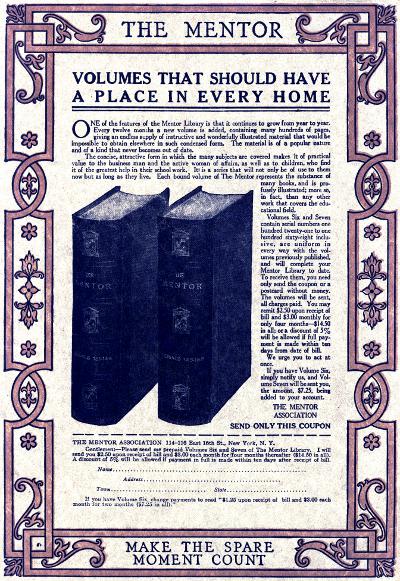 THE MENTOR
VOLUMES THAT SHOULD HAVE
A PLACE IN EVERY HOME
ONE of the features of the Mentor Library is that it continues to grow from year to year.
Every twelve months a new volume is added, containing many hundreds of pages,
giving an endless supply of instructive and wonderfully illustrated material that would be
impossible to obtain elsewhere in such condensed form. The material is of a popular nature
and of a kind that never becomes out of date.
The concise, attractive form in which the many subjects are covered makes it of practical
value to the business man and the active woman of affairs, as well as to children, who find
it of the greatest help in their school work. It is a series that will not only be of use to them
now but as long as they live. Each bound volume of The Mentor represents the substance of
many books, and is pro-
fusely illustrated; more so,
in fact, than any other
work that covers the edu-
cational field.
Volumes Six and Seven
contain serial numbers one
hundred twenty-one to one
hundred sixty-eight inclu-
sive, are uniform in
every way with the vol-
umes previously published,
and will complete your
Mentor Library to date.
To receive them, you need
only send the coupon or a
postcard without money.
The volumes will be sent,
all charges paid. You may
remit $2.50 upon receipt of
bill and $3.00 monthly for
only four months—$14.50
in all; or a discount of 5%
will be allowed if full pay-
ment is made within ten
days from date of bill.
We urge you to act at
once.
If you have Volume Six,
simply notify us, and Vol-
ume Seven will be sent you,
the amount, $7.25, being
added to your account.
THE MENTOR
ASSOCIATION
SEND ONLY THIS COUPON
THE
MENTOR
THE
MENTOR
THE MENTOR ASSOCIATION 114-116 East 16th St., New York, N. Y.
Gentlemen:—Please send me prepaid Volumes Six and Seven of The Mentor Library. I will
send you $2.50 upon receipt of bill and $3.00 each month for four months thereafter ($14.50 in all).
A discount of 5% will be allowed if payment in full is made within ten days after receipt of bill.
Name
Address
Town State
If you have Volume Six, change payments to read "$1.25 upon receipt of bill and $3.00 each
month for two months ($7.25 in all)."
MAKE THE SPARE
MOMENT COUNT